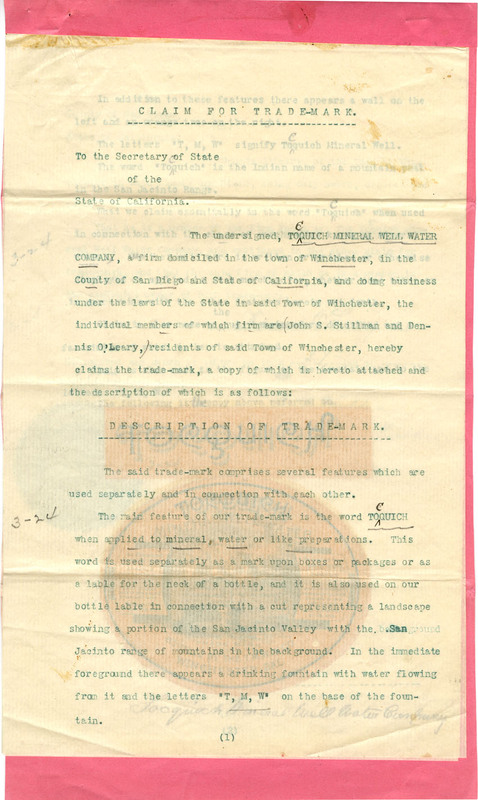 CLAIM FOR TRADE-MARK.
To the Secretary of State
of the
State of California.
The undersigned, TOQUICH MINERAL WELL WATER
COMPANY, a firm domiciled in the town of Winchester, in the
County of San Diego and State of California, and doing business
under the laws of the State in said Town of Winchester, the
individual members of which firm are (John S. Stillman and Den-
nis O'Leary,) residents of said Town of Winchester, hereby
claims the trade-mark, a copy of which is hereto attached and
the description of which is as follows:
DESCRIPTION OF TRADE-MARK.
The said trade-mark comprises several features which are
used separately and in connection with each other.
3-24
The main feature of our trade-mark is the word TOQUICH
when applied to mineral, water or like preparations. This
word is used separately as a mark upon boxes or packages or as
a lable for the neck of a bottle, and it is also used on our
bottle lable in connection with a cut representing a landscape
showing a portion of the San Jacinto Valley with the San
Jacinto range of mountains in the background. In the immediate
foreground there appears a drinking fountain with water flowing
from it and the letters "T, M, W" on the base of the foun-
tain.
Well Water Company
(1)
3-24